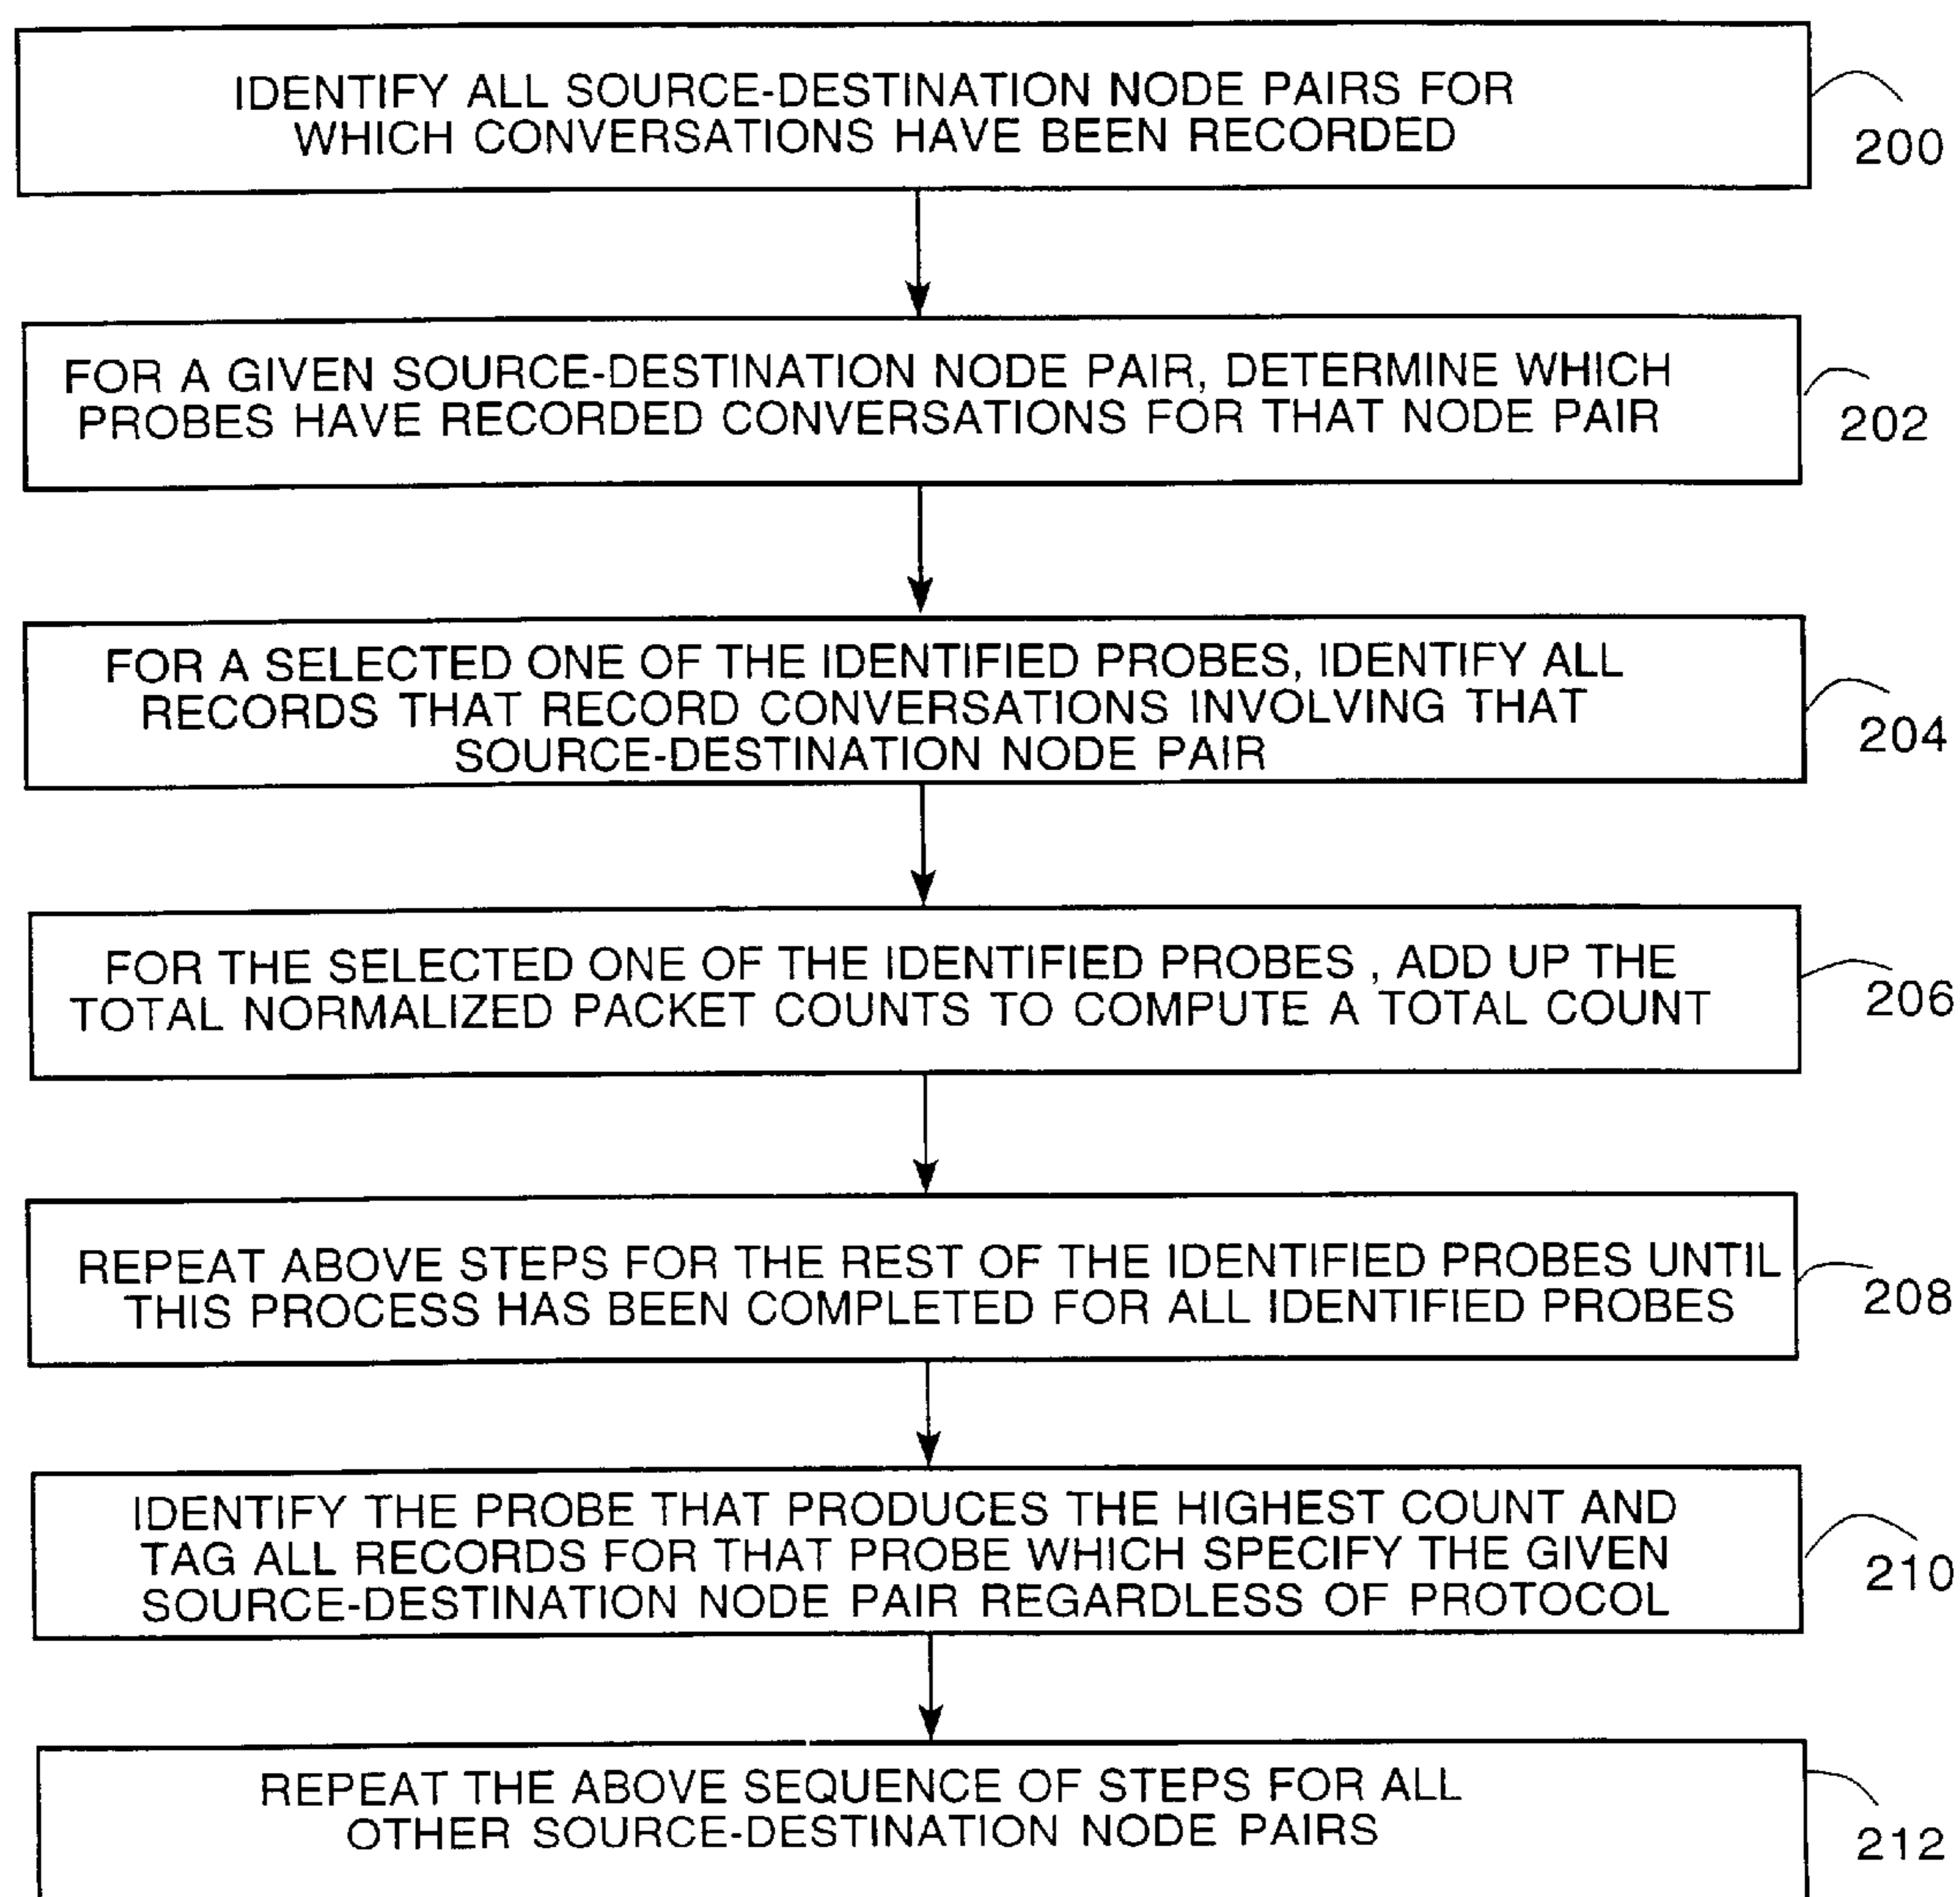 IDENTIFY ALL SOURCE-DESTINATION NODE PAIRS FOR
WHICH CONVERSATIONS HAVE BEEN RECORDED
200
FOR A GIVEN SOURCE-DESTINATION NODE PAIR, DETERMINE WHICH
PROBES HAVE RECORDED CONVERSATIONS FOR THAT NODE PAIR
202
FOR A SELECTED ONE OF THE IDENTIFIED PROBES, IDENTIFY ALL
RECORDS THAT RECORD CONVERSATIONS INVOLVING THAT
SOURCE-DESTINATION NODE PAIR
204
FOR THE SELECTED ONE OF THE IDENTIFIED PROBES , ADD UP THE
TOTAL NORMALIZED PACKET COUNTS TO COMPUTE A TOTAL COUNT
206
REPEAT ABOVE STEPS FOR THE REST OF THE IDENTIFIED PROBES UNTIL
THIS PROCESS HAS BEEN COMPLETED FOR ALL IDENTIFIED PROBES
208
IDENTIFY THE PROBE THAT PRODUCES THE HIGHEST COUNT AND
TAG ALL RECORDS FOR THAT PROBE WHICH SPECIFY THE GIVEN
SOURCE-DESTINATION NODE PAIR REGARDLESS OF PROTOCOL
210
REPEAT THE ABOVE SEQUENCE OF STEPS FOR ALL
OTHER SOURCE-DESTINATION NODE PAIRS
212